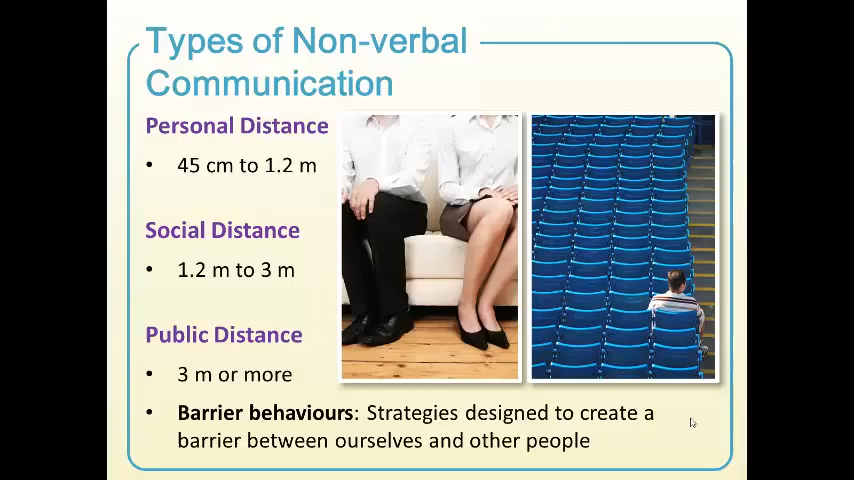 Types of Non-verbal
Communication
Personal Distance
• 45 cm to 1.2 m
Social Distance
• 1.2 m to 3 m
Public Distance
• 3 m or more
• Barrier behaviours: Strategies designed to create a
barrier between ourselves and other people